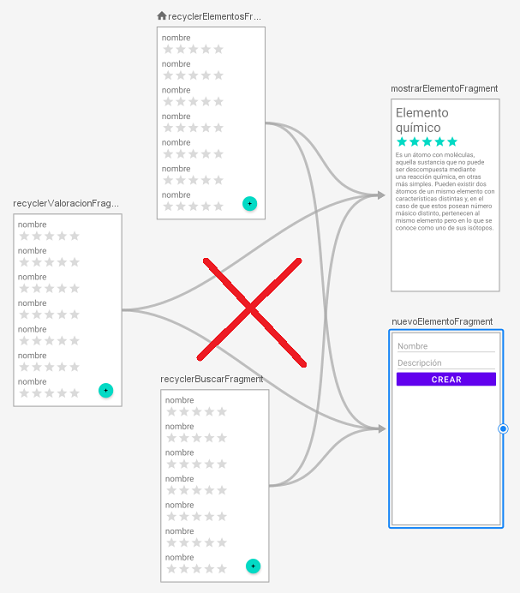 recyclerElementosFr...
nombre
nombre
nombre
nombre
nombre
nombre
nombre
+
mostrarElementoFragment
Elemento
químico
Es un átomo con moléculas,
aquella sustancia que no puede
ser descompuesta mediante
una reacción química, en otras
más simples. Pueden existir dos
átomos de un mismo elemento con
características distintas y, en el
caso de que estos posean número
másico distinto, pertenecen al
mismo elemento pero en lo que se
conoce como uno de sus isótopos.
recyclerValoracionFrag...
nombre
nombre
nombre
nombre
nombre
nombre
nombre
+
nuevoElementoFragment
Nombre
Descripción
CREAR
recyclerBuscarFragment
nombre
nombre
nombre
nombre
nombre
nombre
nombre
+